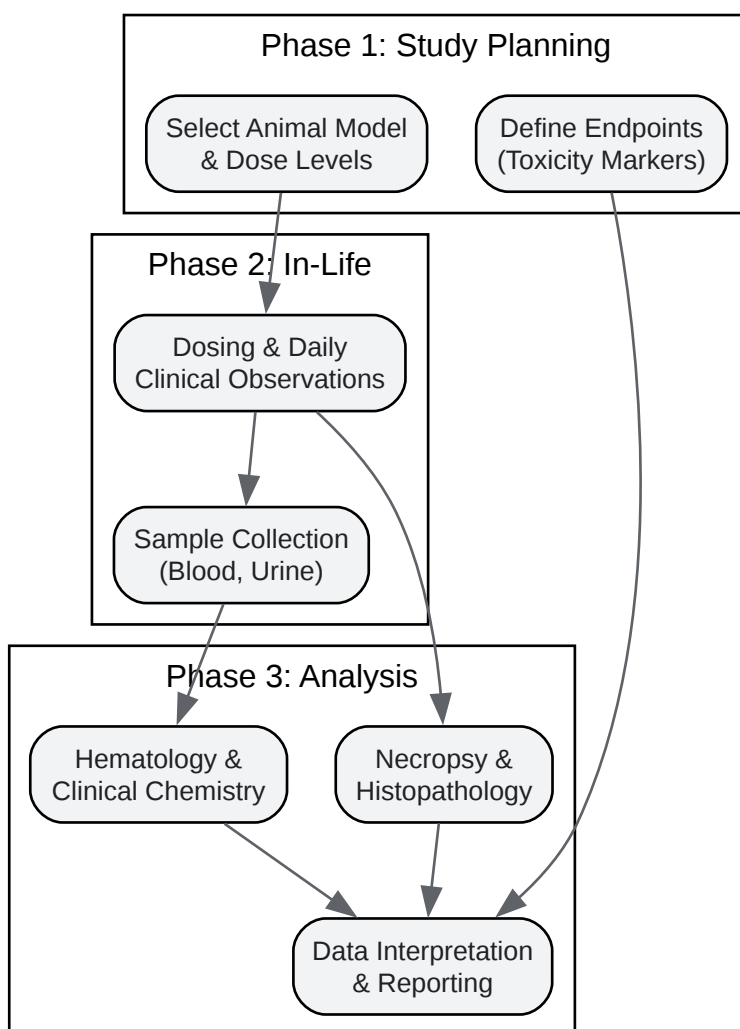 Phase 1: Study Planning
Select Animal Model
& Dose Levels
Define Endpoints
(Toxicity Markers)
Phase 2: In-Life
Dosing & Daily
Clinical Observations
Sample Collection
(Blood, Urine)
Phase 3: Analysis
Hematology &
Clinical Chemistry
Necropsy &
Histopathology
Data Interpretation
& Reporting